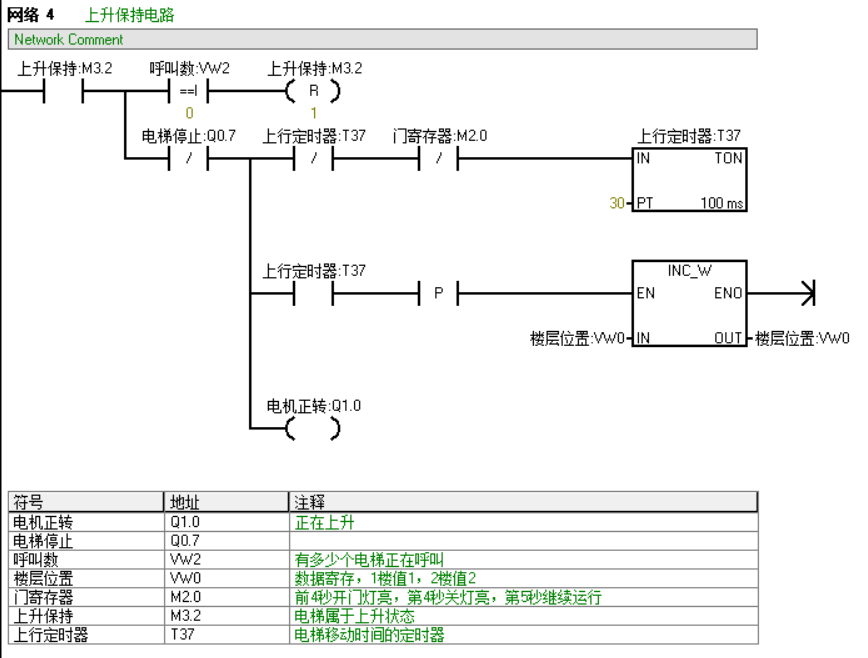 网络 4 上升保持电路
Network Comment
上升保持:M3.2 呼叫数:VW2 上升保持:M3.2
==I R
0 1
电梯停止:Q0.7 上行定时器:T37 门寄存器:M2.0 上行定时器:T37
/ / / IN TON
30 PT 100 ms
上行定时器:T37 INC_W
P EN ENO
楼层位置:VW0 IN OUT 楼层位置:VW0
电机正转:Q1.0
符号 地址 注释
电机正转 Q1.0 正在上升
电梯停止 Q0.7
呼叫数 VW2 有多少个电梯正在呼叫
楼层位置 VW0 数据寄存，1楼值1，2楼值2
门寄存器 M2.0 前4秒开门灯亮，第4秒关灯亮，第5秒继续运行
上升保持 M3.2 电梯属于上升状态
上行定时器 T37 电梯移动时间的定时器